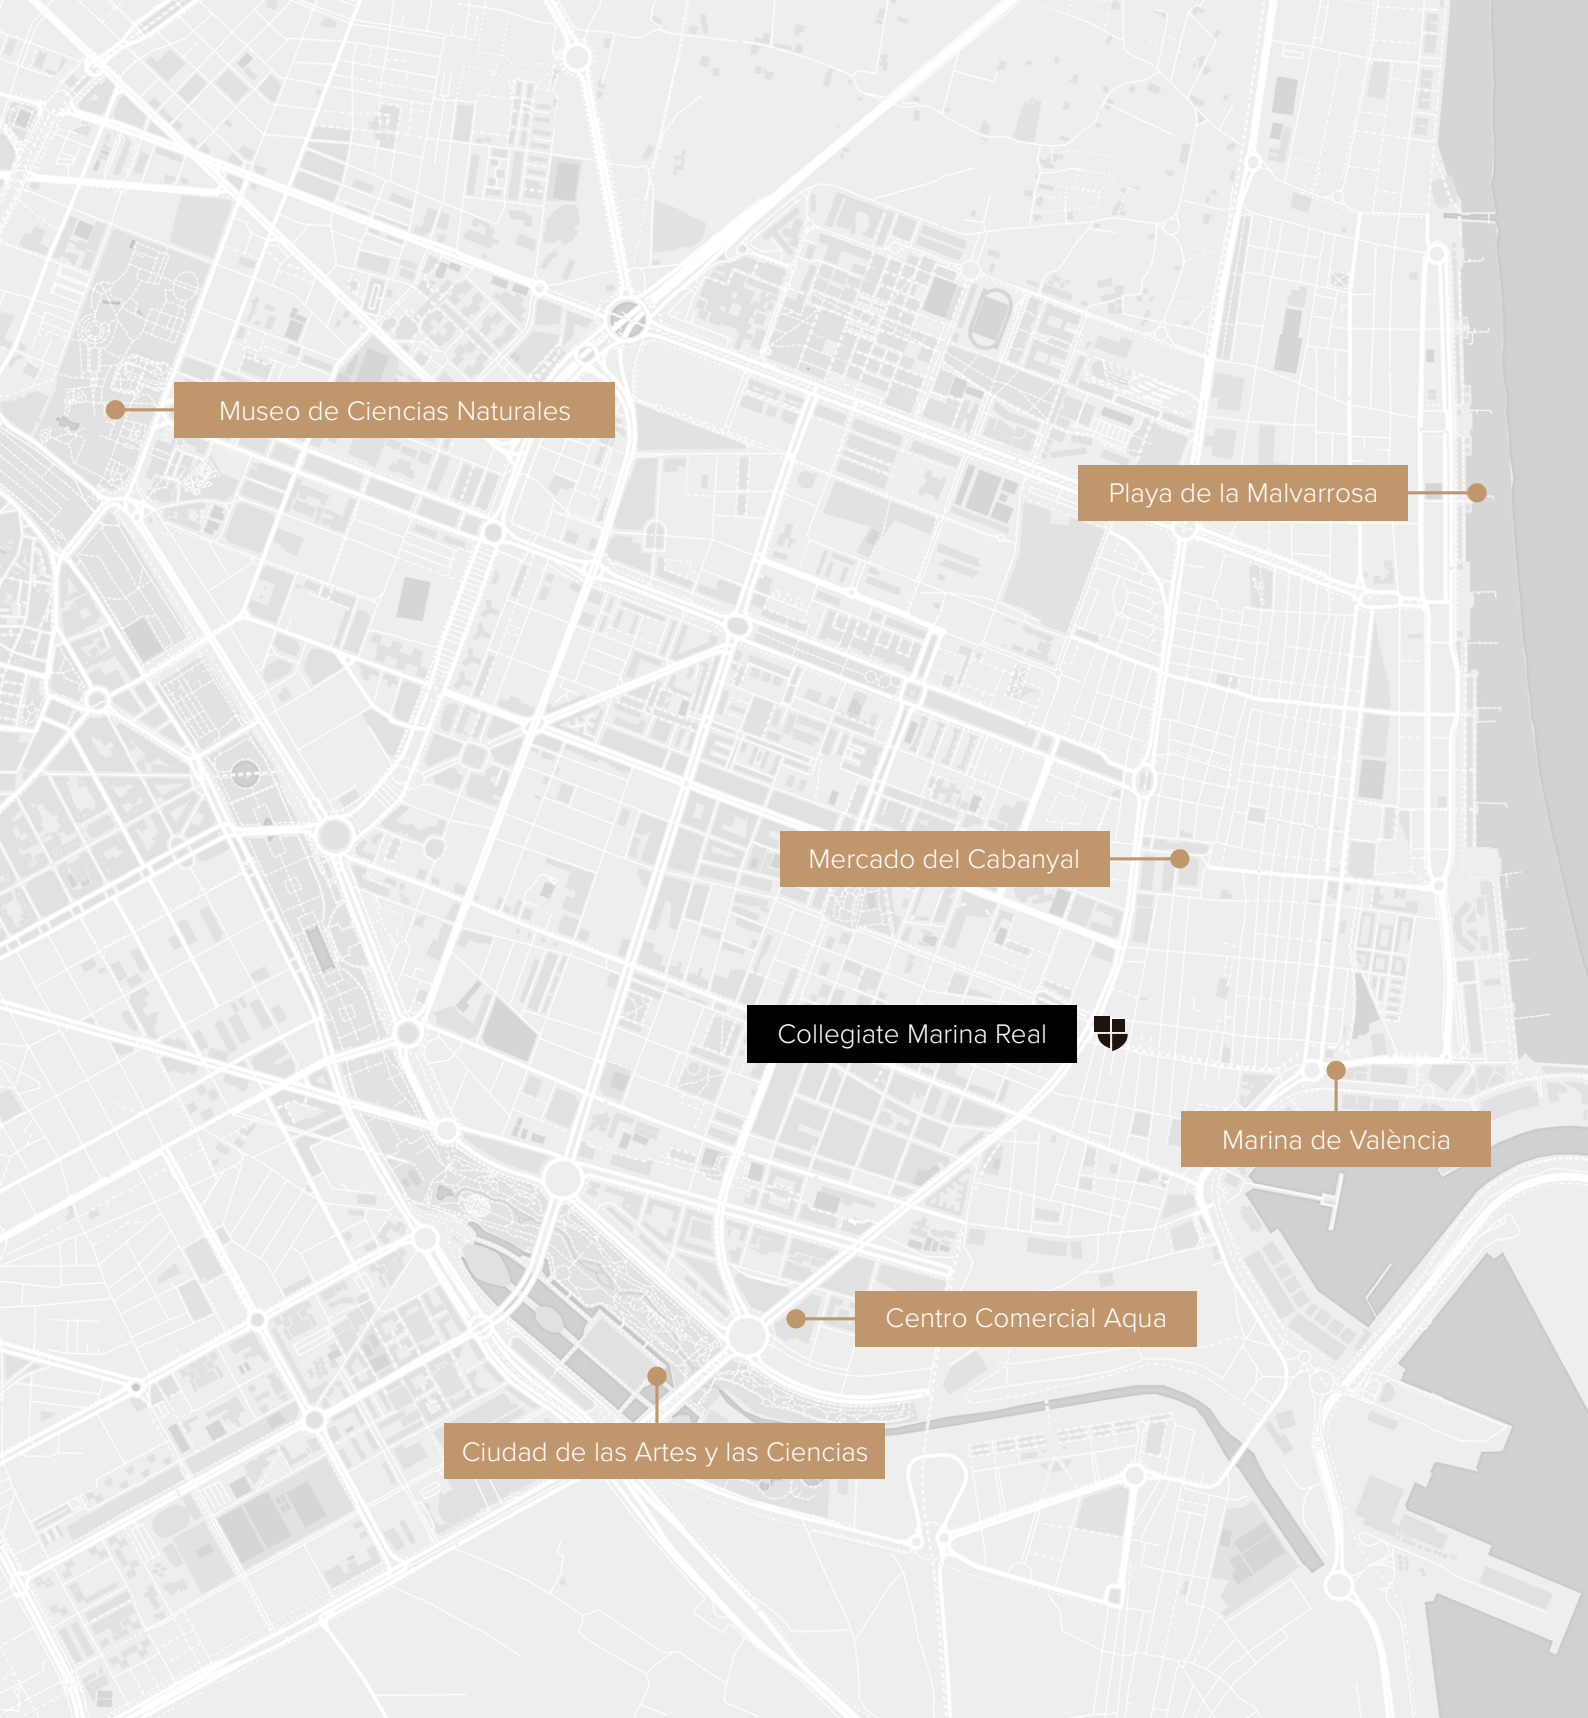 Museo de Ciencias Naturales
Playa de la Malvarrosa
Mercado del Cabanyal
Collegiate Marina Real
Marina de València
Centro Comercial Aqua
Ciudad de las Artes y las Ciencias